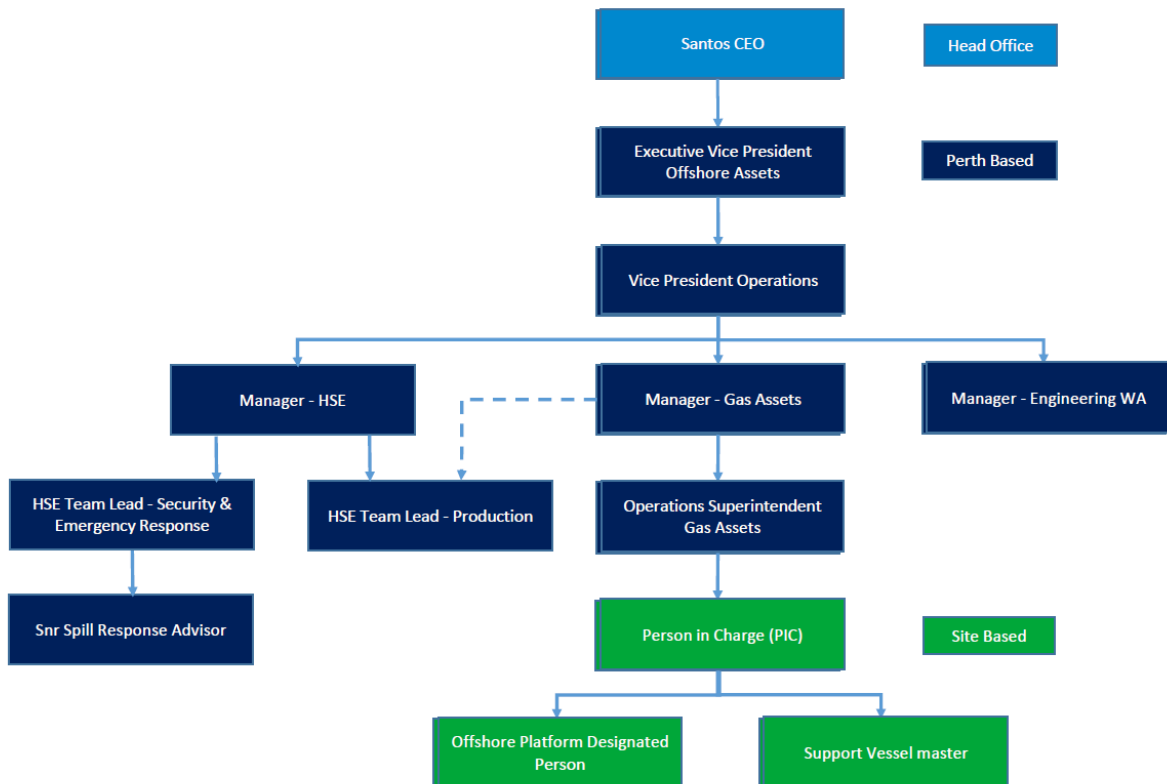 Santos CEO
Head Office
Executive Vice President
Offshore Assets
Perth Based
Vice President Operations
Manager - HSE
Manager - Gas Assets
Manager - Engineering WA
HSE Team Lead - Security &
Emergency Response
HSE Team Lead - Production
Operations Superintendent
Gas Assets
Snr Spill Response Advisor
Person in Charge (PIC)
Site Based
Offshore Platform Designated
Person
Support Vessel master